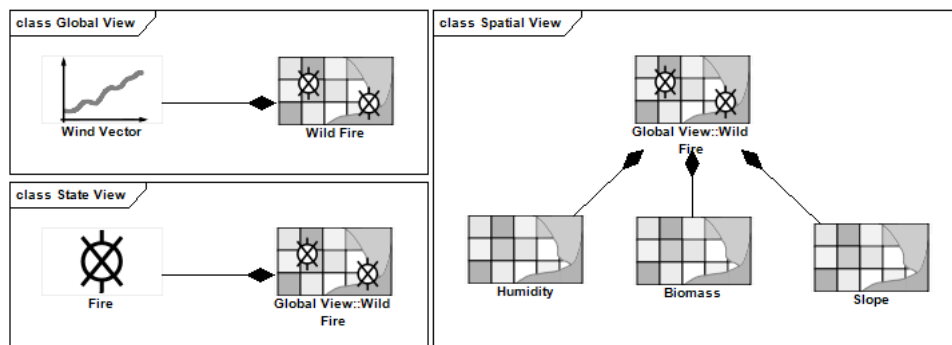 class Global View
Wind Vector
Wild Fire
class State View
Fire
Global View::Wild
Fire
class Spatial View
Global View::Wild
Fire
Humidity
Biomass
Slope